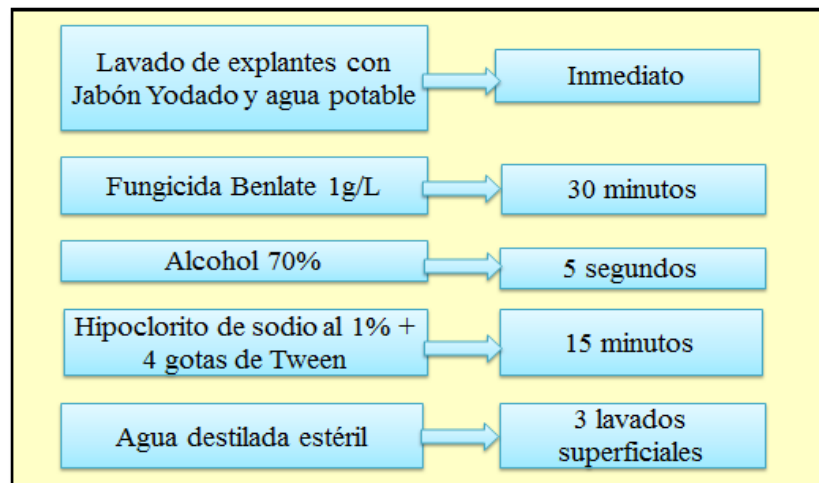 Lavado de explantes con
Jabón Yodado y agua potable
Inmediato
Fungicida Benlate 1g/L
30 minutos
Alcohol 70%
5 segundos
Hipoclorito de sodio al 1% +
4 gotas de Tween
15 minutos
Agua destilada estéril
3 lavados
superficiales